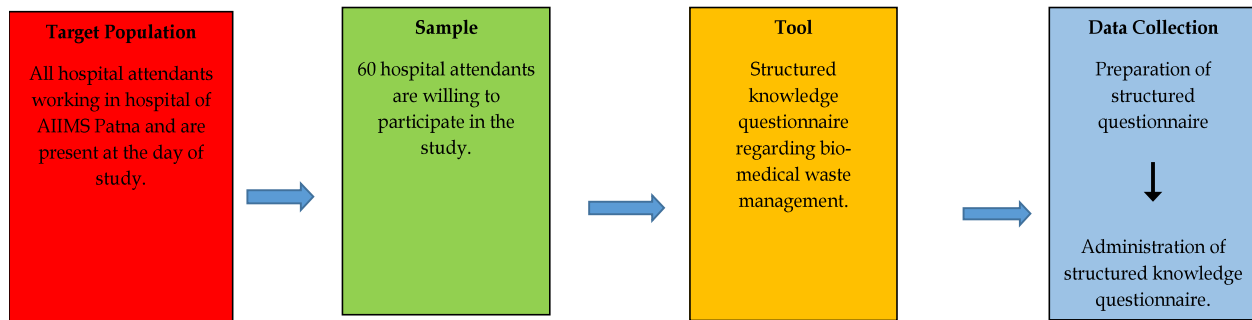 Target Population
All hospital attendants
working in hospital of
AIIMS Patna and are
present at the day of
study.
Sample
60 hospital attendants
are willing to
participate in the
study.
Tool
Structured
knowledge
questionnaire
regarding bio-
medical waste
management.
Data Collection
Preparation of
structured
questionnaire
Administration of
structured knowledge
questionnaire.